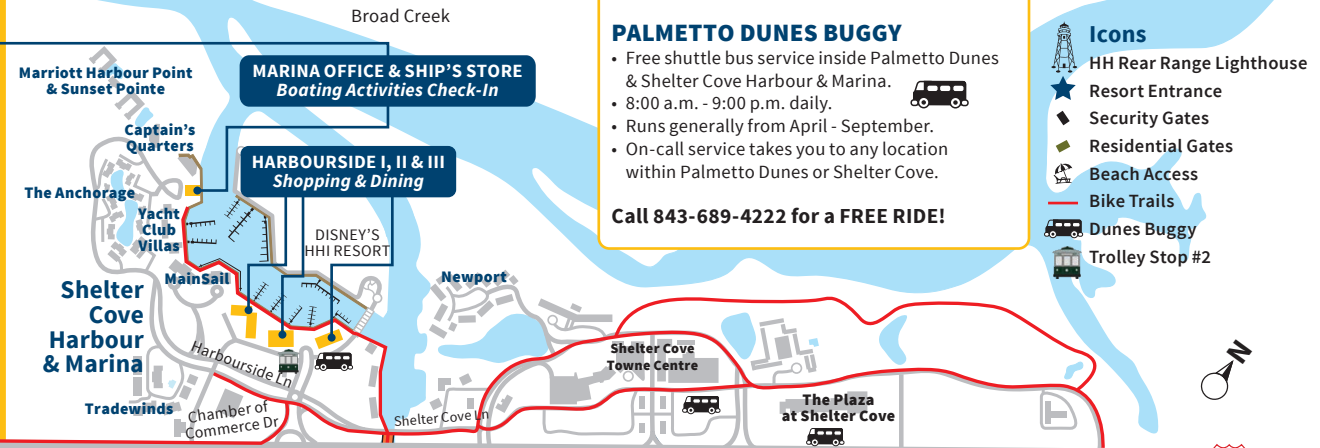 Broad Creek
Marriott Harbour Point
& Sunset Pointe
MARINA OFFICE & SHIP'S STORE
Boating Activities Check-In
Captain's
Quarters
HARBOURSIDE I, II & III
Shopping & Dining
The Anchorage
Yacht
Club
Villas
DISNEY'S
HHI RESORT
MainSail
Newport
Shelter
Cove
Harbour
& Marina
Harbourside Ln
Tradewinds
Chamber of
Commerce Dr
Shelter Cove Ln
Shelter Cove
Towne Centre
The Plaza
at Shelter Cove
PALMETTO DUNES BUGGY
• Free shuttle bus service inside Palmetto Dunes
& Shelter Cove Harbour & Marina.
• 8:00 a.m. - 9:00 p.m. daily.
• Runs generally from April - September.
• On-call service takes you to any location
within Palmetto Dunes or Shelter Cove.
Call 843-689-4222 for a FREE RIDE!
Icons
HH Rear Range Lighthouse
Resort Entrance
Security Gates
Residential Gates
Beach Access
Bike Trails
Dunes Buggy
Trolley Stop #2
N